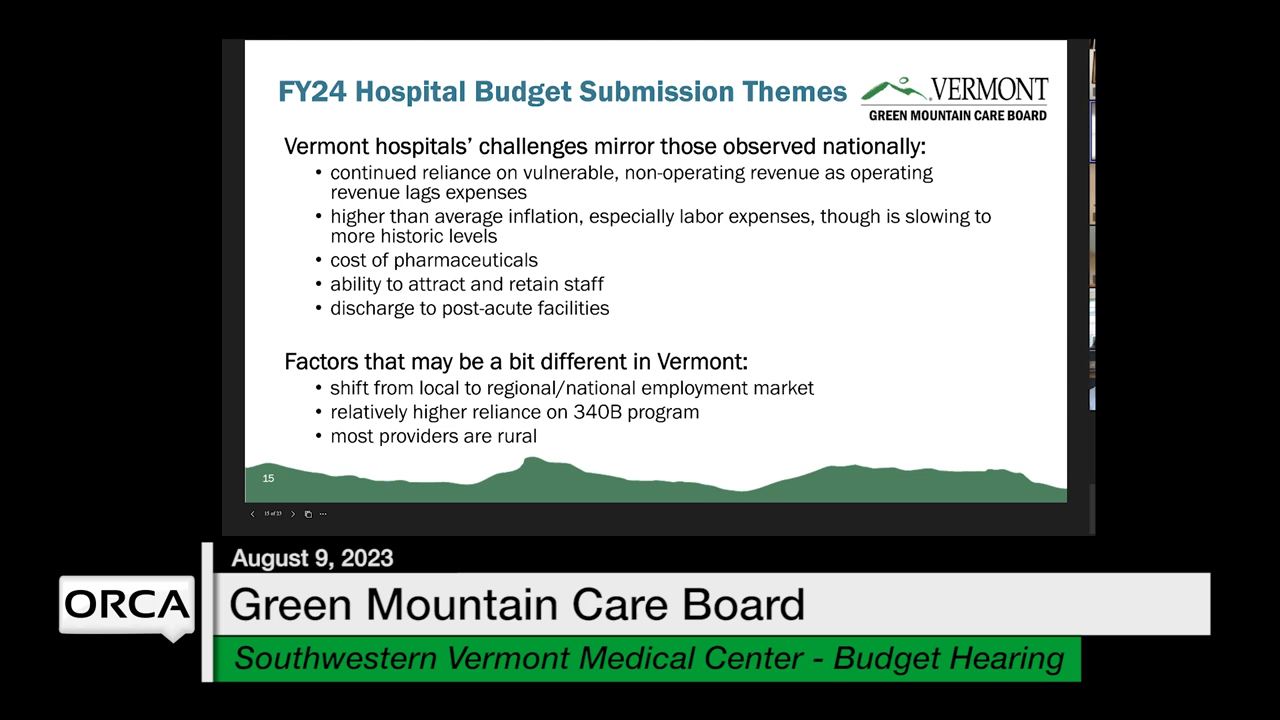 FY24 Hospital Budget Submission Themes
VERMONT
GREEN MOUNTAIN CARE BOARD
Vermont hospitals’ challenges mirror those observed nationally:
• continued reliance on vulnerable, non-operating revenue as operating
revenue lags expenses
• higher than average inflation, especially labor expenses, though is slowing to
more historic levels
• cost of pharmaceuticals
• ability to attract and retain staff
• discharge to post-acute facilities
Factors that may be a bit different in Vermont:
• shift from local to regional/national employment market
• relatively higher reliance on 340B program
• most providers are rural
15
August 9, 2023
ORCA
Green Mountain Care Board
Southwestern Vermont Medical Center - Budget Hearing